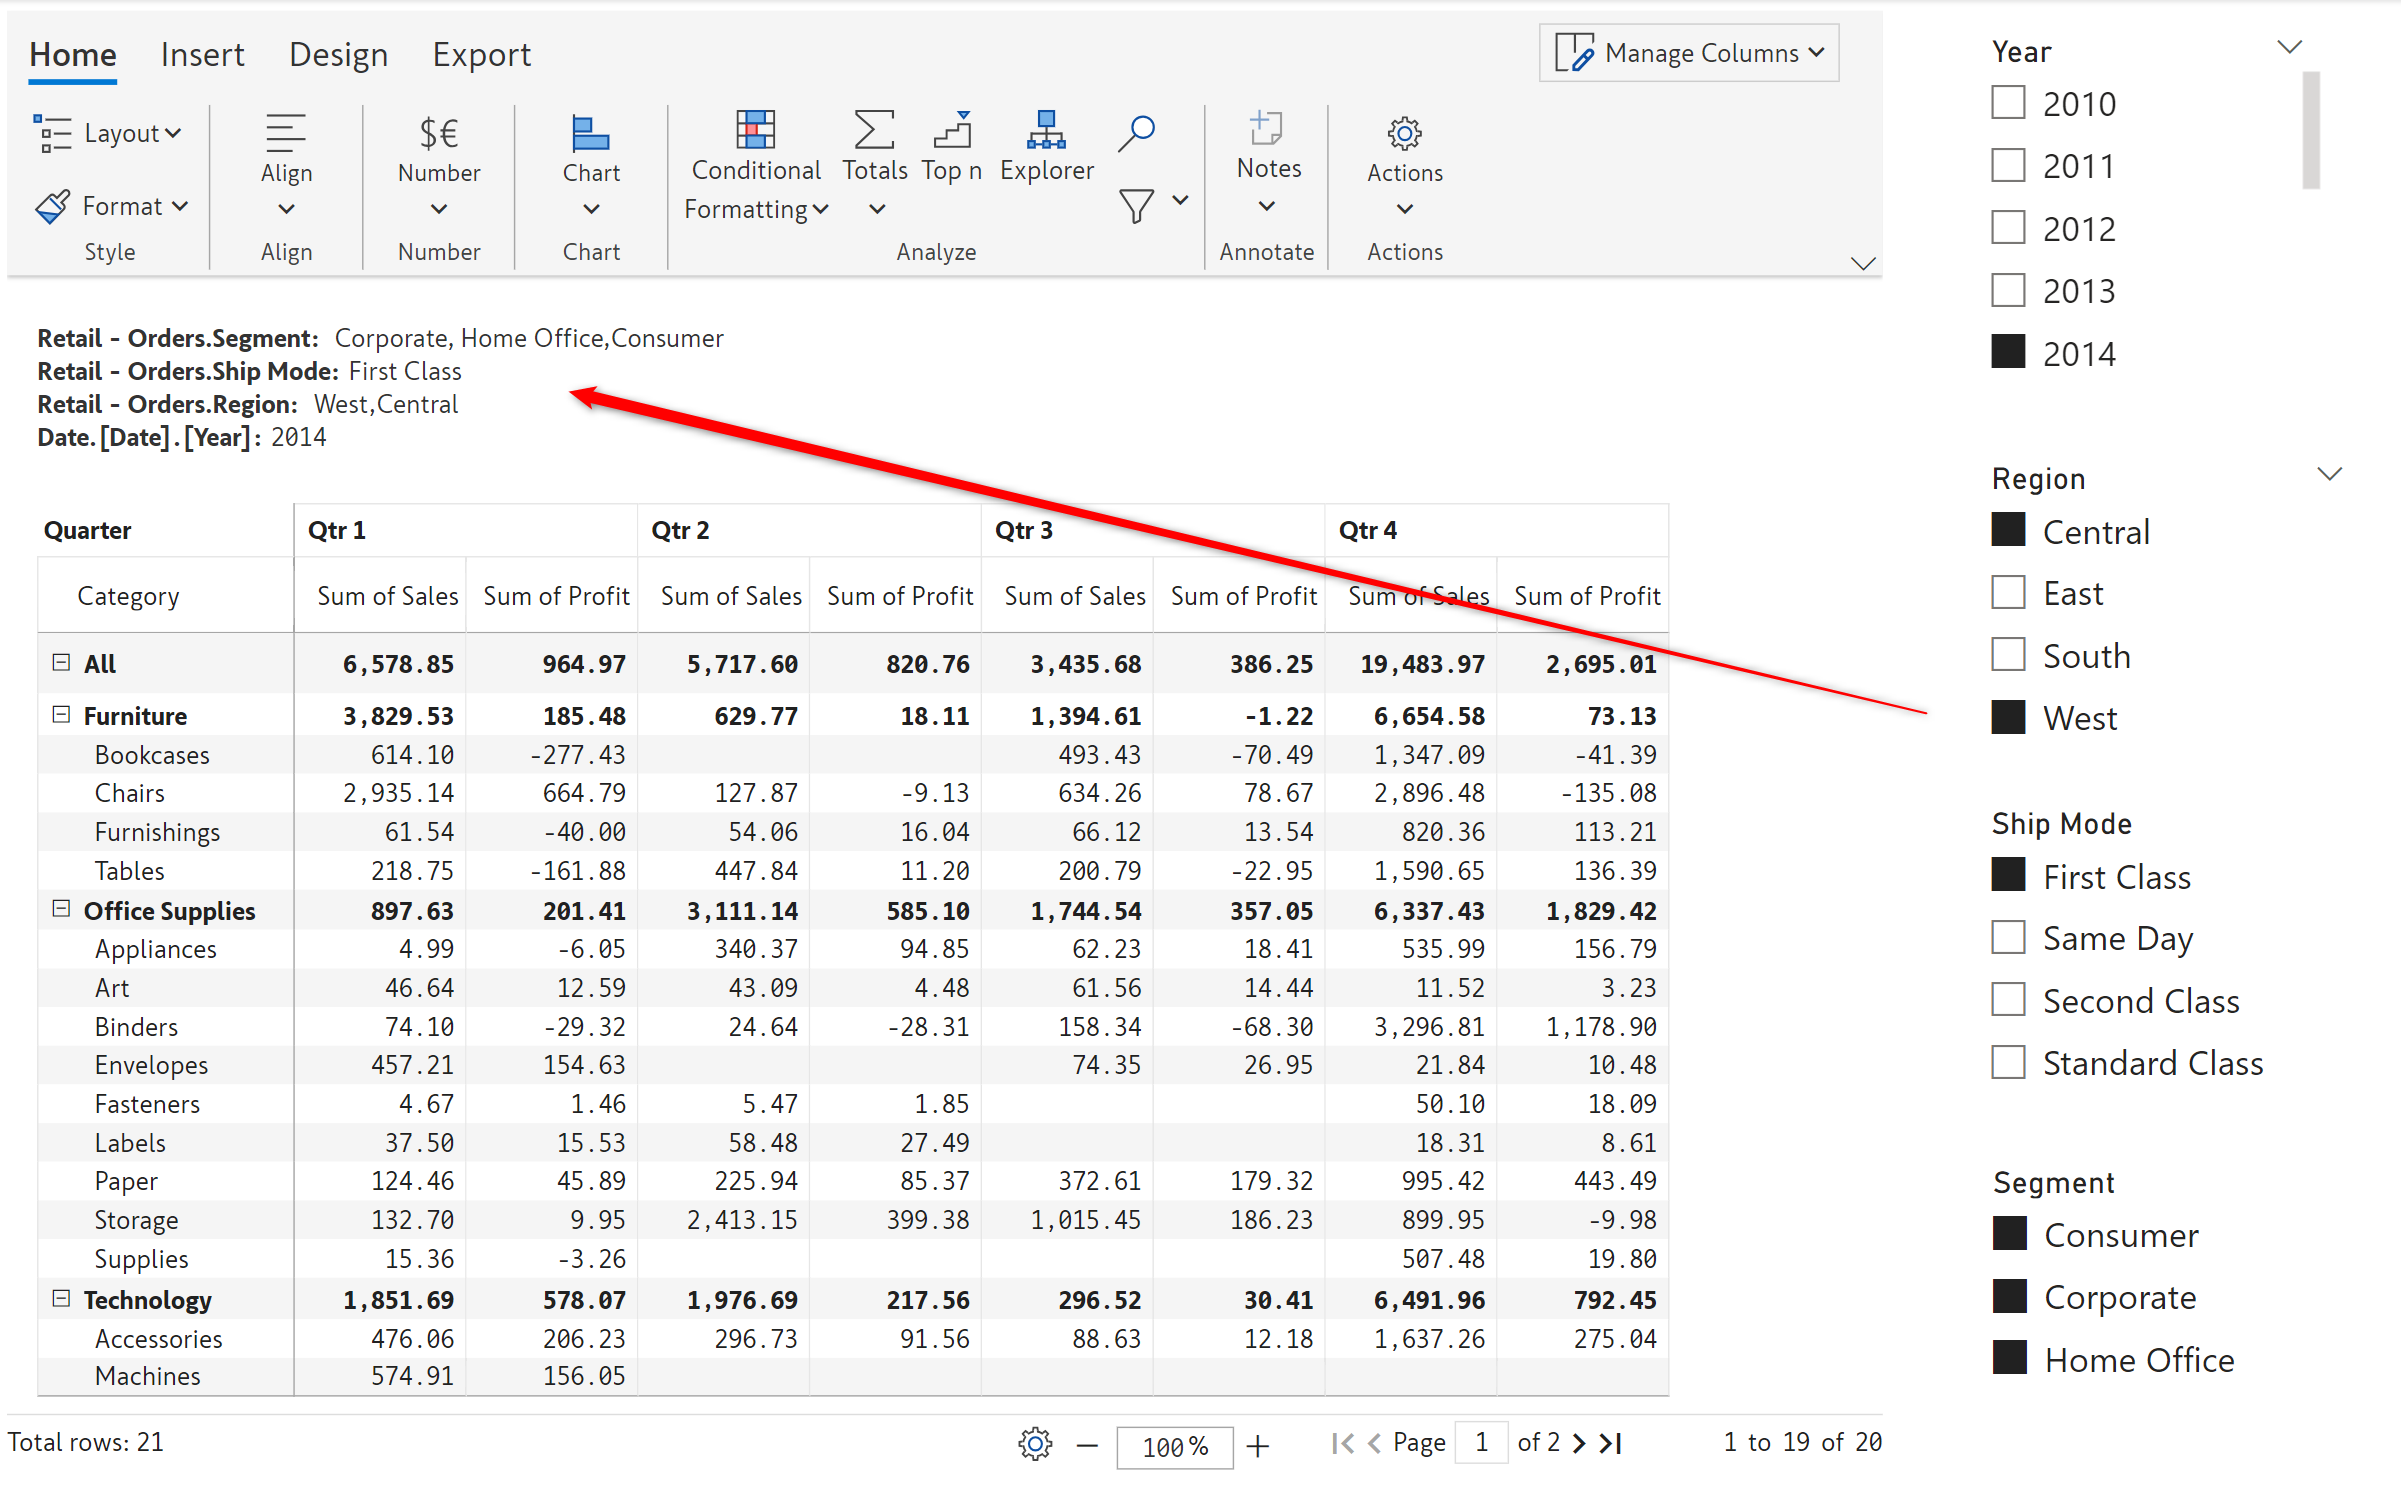 Home Insert Design Export
Manage Columns
Layout
Format
Style
Align
Align
$€
Number
Number
Chart
Chart
Conditional Formatting
Totals
Top n
Explorer
Analyze
Notes
Annotate
Actions
Actions
Retail - Orders.Segment: Corporate, Home Office,Consumer
Retail - Orders.Ship Mode: First Class
Retail - Orders.Region: West,Central
Date.[Date].[Year]: 2014
Quarter Qtr 1 Qtr 2 Qtr 3 Qtr 4
Category Sum of Sales Sum of Profit Sum of Sales Sum of Profit Sum of Sales Sum of Profit Sum of Sales Sum of Profit
All 6,578.85 964.97 5,717.60 820.76 3,435.68 386.25 19,483.97 2,695.01
Furniture 3,829.53 185.48 629.77 18.11 1,394.61 -1.22 6,654.58 73.13
Bookcases 614.10 -277.43 493.43 -70.49 1,347.09 -41.39
Chairs 2,935.14 664.79 127.87 -9.13 634.26 78.67 2,896.48 -135.08
Furnishings 61.54 -40.00 54.06 16.04 66.12 13.54 820.36 113.21
Tables 218.75 -161.88 447.84 11.20 200.79 -22.95 1,590.65 136.39
Office Supplies 897.63 201.41 3,111.14 585.10 1,744.54 357.05 6,337.43 1,829.42
Appliances 4.99 -6.05 340.37 94.85 62.23 18.41 535.99 156.79
Art 46.64 12.59 43.09 4.48 61.56 14.44 11.52 3.23
Binders 74.10 -29.32 24.64 -28.31 158.34 -68.30 3,296.81 1,178.90
Envelopes 457.21 154.63 74.35 26.95 21.84 10.48
Fasteners 4.67 1.46 5.47 1.85 50.10 18.09
Labels 37.50 15.53 58.48 27.49 18.31 8.61
Paper 124.46 45.89 225.94 85.37 372.61 179.32 995.42 443.49
Storage 132.70 9.95 2,413.15 399.38 1,015.45 186.23 899.95 -9.98
Supplies 15.36 -3.26 507.48 19.80
Technology 1,851.69 578.07 1,976.69 217.56 296.52 30.41 6,491.96 792.45
Accessories 476.06 206.23 296.73 91.56 88.63 12.18 1,637.26 275.04
Machines 574.91 156.05
Total rows: 21
100 %
Page 1 of 2
1 to 19 of 20
Year
2010
2011
2012
2013
2014
Region
Central
East
South
West
Ship Mode
First Class
Same Day
Second Class
Standard Class
Segment
Consumer
Corporate
Home Office